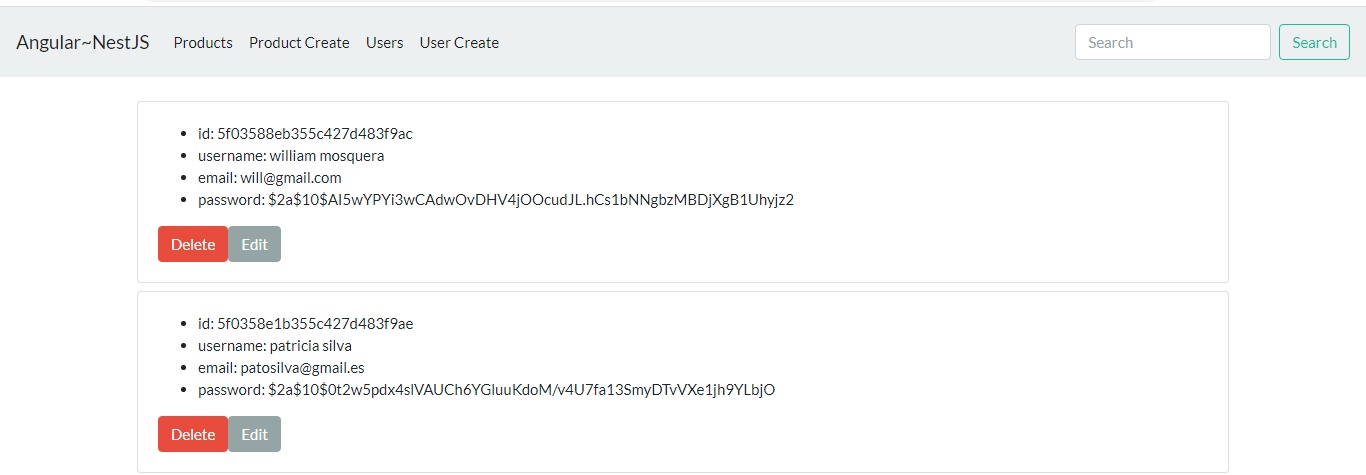 Angular~NestJS Products Product Create Users User Create Search Search
id: 5f03588eb355c427d483f9ac
username: william mosquera
email: will@gmail.com
password: $2a$10$AI5wYPYi3wCAdwOvDHV4jOOcudJL.hCs1bNNgbzMBDjXgB1Uhyjz2
Delete Edit
id: 5f0358e1b355c427d483f9ae
username: patricia silva
email: patosilva@gmail.es
password: $2a$10$0t2w5pdx4slVAUCh6YGluuKdoM/v4U7fa13SmyDTvVXe1jh9YLbjO
Delete Edit